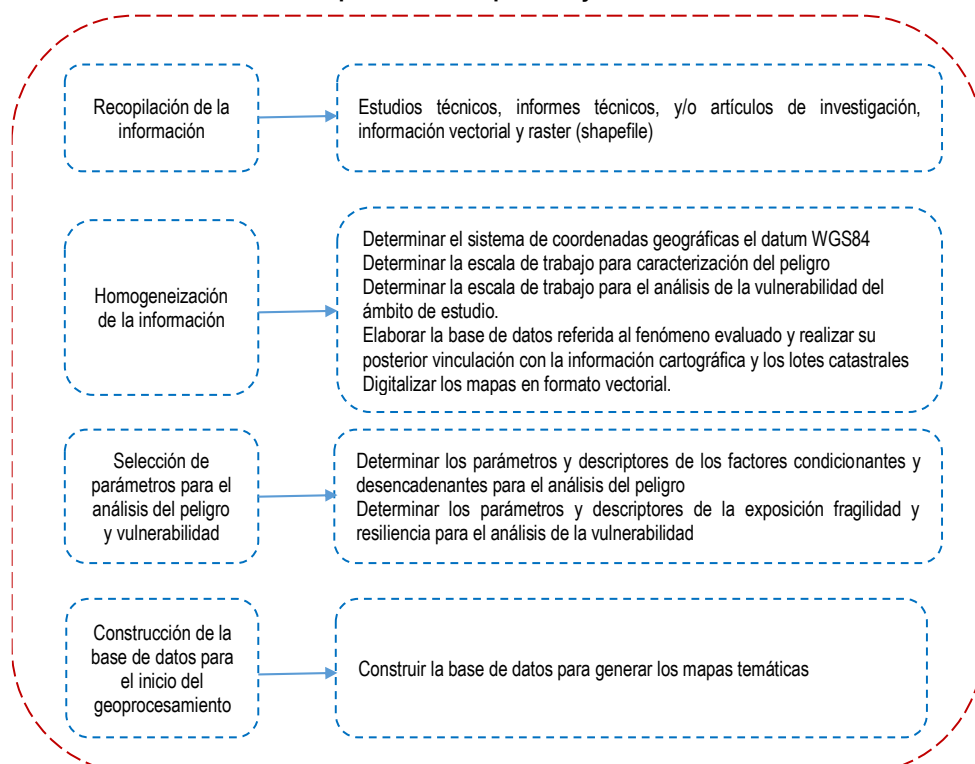 Recopilación de la
información
Estudios técnicos, informes técnicos, y/o artículos de investigación,
información vectorial y raster (shapefile)
Homogeneización
de la información
Determinar el sistema de coordenadas geográficas el datum WGS84
Determinar la escala de trabajo para caracterización del peligro
Determinar la escala de trabajo para el análisis de la vulnerabilidad del
ámbito de estudio.
Elaborar la base de datos referida al fenómeno evaluado y realizar su
posterior vinculación con la información cartográfica y los lotes catastrales
Digitalizar los mapas en formato vectorial.
Selección de
parámetros para el
análisis del peligro
y vulnerabilidad
Determinar los parámetros y descriptores de los factores condicionantes y
desencadenantes para el análisis del peligro
Determinar los parámetros y descriptores de la exposición fragilidad y
resiliencia para el análisis de la vulnerabilidad
Construcción de la
base de datos para
el inicio del
geoprocesamiento
Construir la base de datos para generar los mapas temáticas